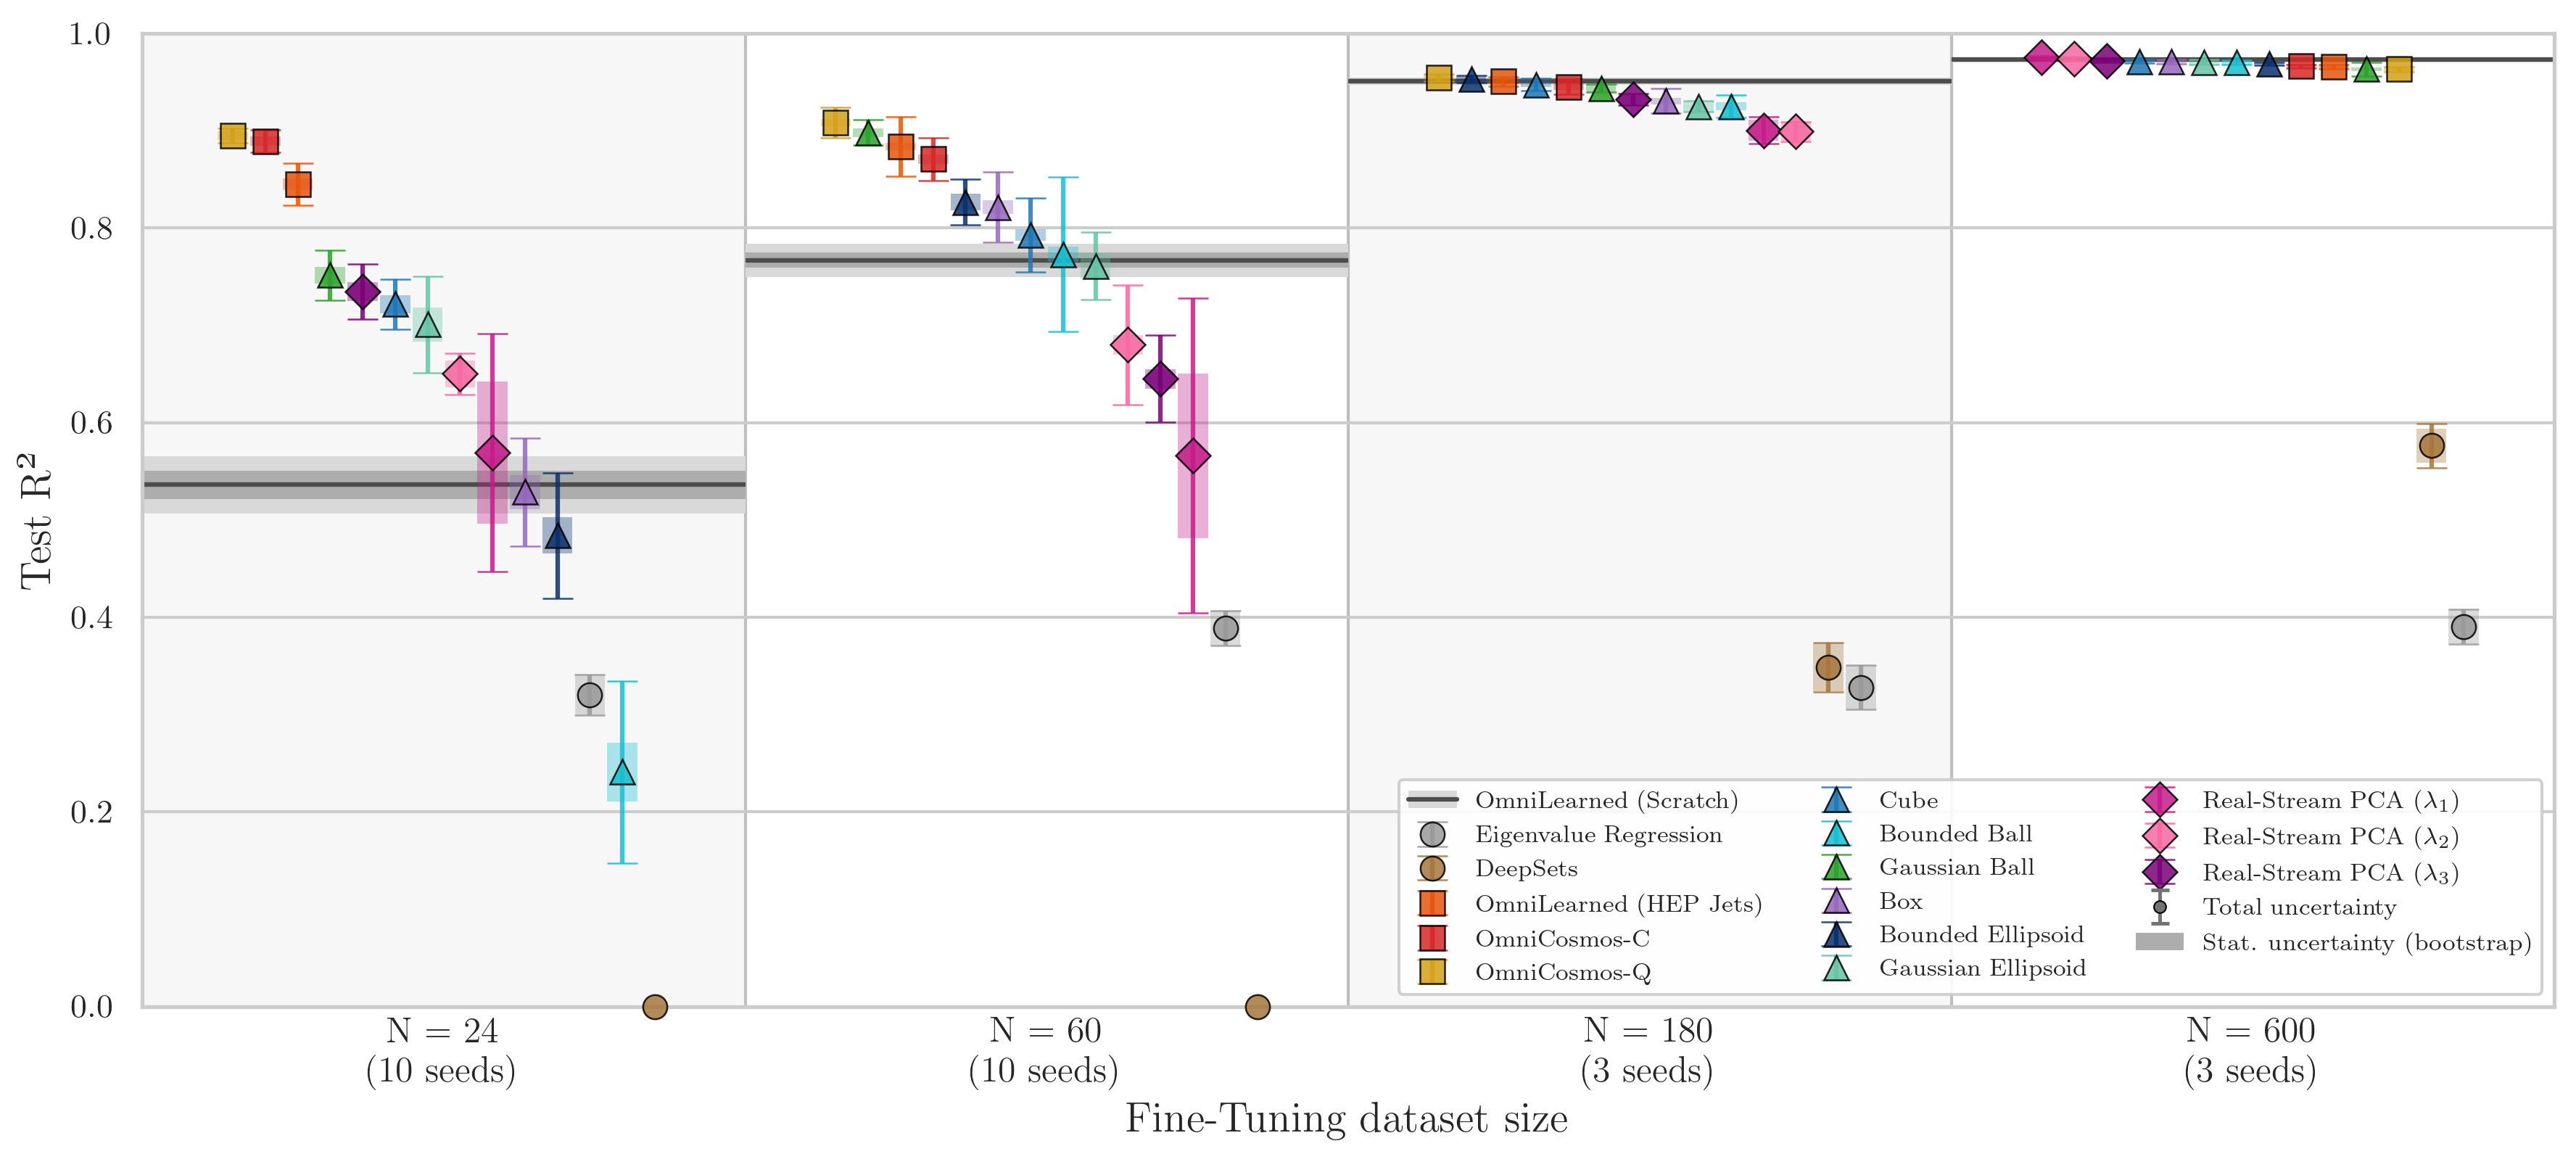 1.0
0.8
0.6
0.4
0.2
0.0
Test R²
N = 24
(10 seeds)
N = 60
(10 seeds)
N = 180
(3 seeds)
N = 600
(3 seeds)
Fine-Tuning dataset size
OmniLearned (Scratch)
Eigenvalue Regression
DeepSets
OmniLearned (HEP Jets)
OmniCosmos-C
OmniCosmos-Q
Cube
Bounded Ball
Gaussian Ball
Box
Bounded Ellipsoid
Gaussian Ellipsoid
Real-Stream PCA (λ₁)
Real-Stream PCA (λ₂)
Real-Stream PCA (λ₃)
Total uncertainty
Stat. uncertainty (bootstrap)